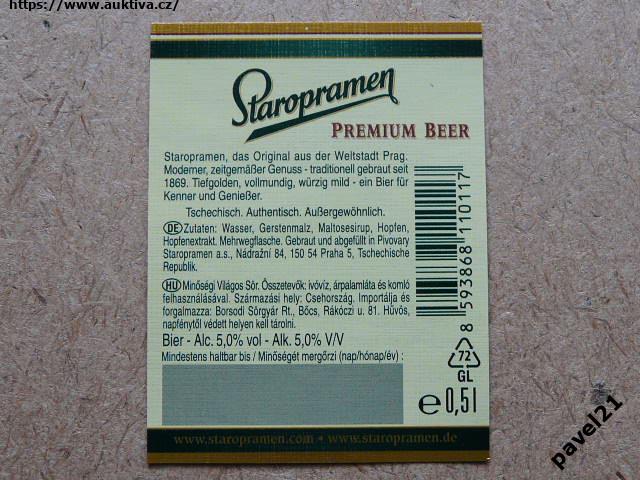 https://www.auktiva.cz/
Staropramen
PREMIUM BEER
Staropramen, das Original aus der Weltstadt Prag.
Moderner, zeitgemäßer Genuss - traditionell gebraut seit
1869. Tiefgolden, vollmundig, würzig mild - ein Bier für
Kenner und Genießer.
Tschechisch. Authentisch. Außergewöhnlich.
DE Zutaten: Wasser, Gerstenmalz, Maltosesirup, Hopfen,
Hopfenextrakt. Mehrwegflasche. Gebraut und abgefüllt in Pivovary
Staropramen a.s., Nádražní 84, 150 54 Praha 5, Tschechische
Republik.
HU Minőségi Világos Sör. Összetevők: ivóvíz, árpalamláta és komló
felhasználásával. Származási hely: Csehország. Importálja és
forgalmazza: Borsodi Sörgyár Rt., Bőcs, Rákóczi u. 81. Hűvös,
napfénytől védett helyen kell tárolni.
Bier - Alc. 5,0% vol - Alk. 5,0% V/V
Mindestens haltbar bis / Minőségét mergőrzi (nap/hónap/év) :
8 593868 110117
72
GL
e 0,5 l
www.staropramen.com • www.staropramen.de
pavel21